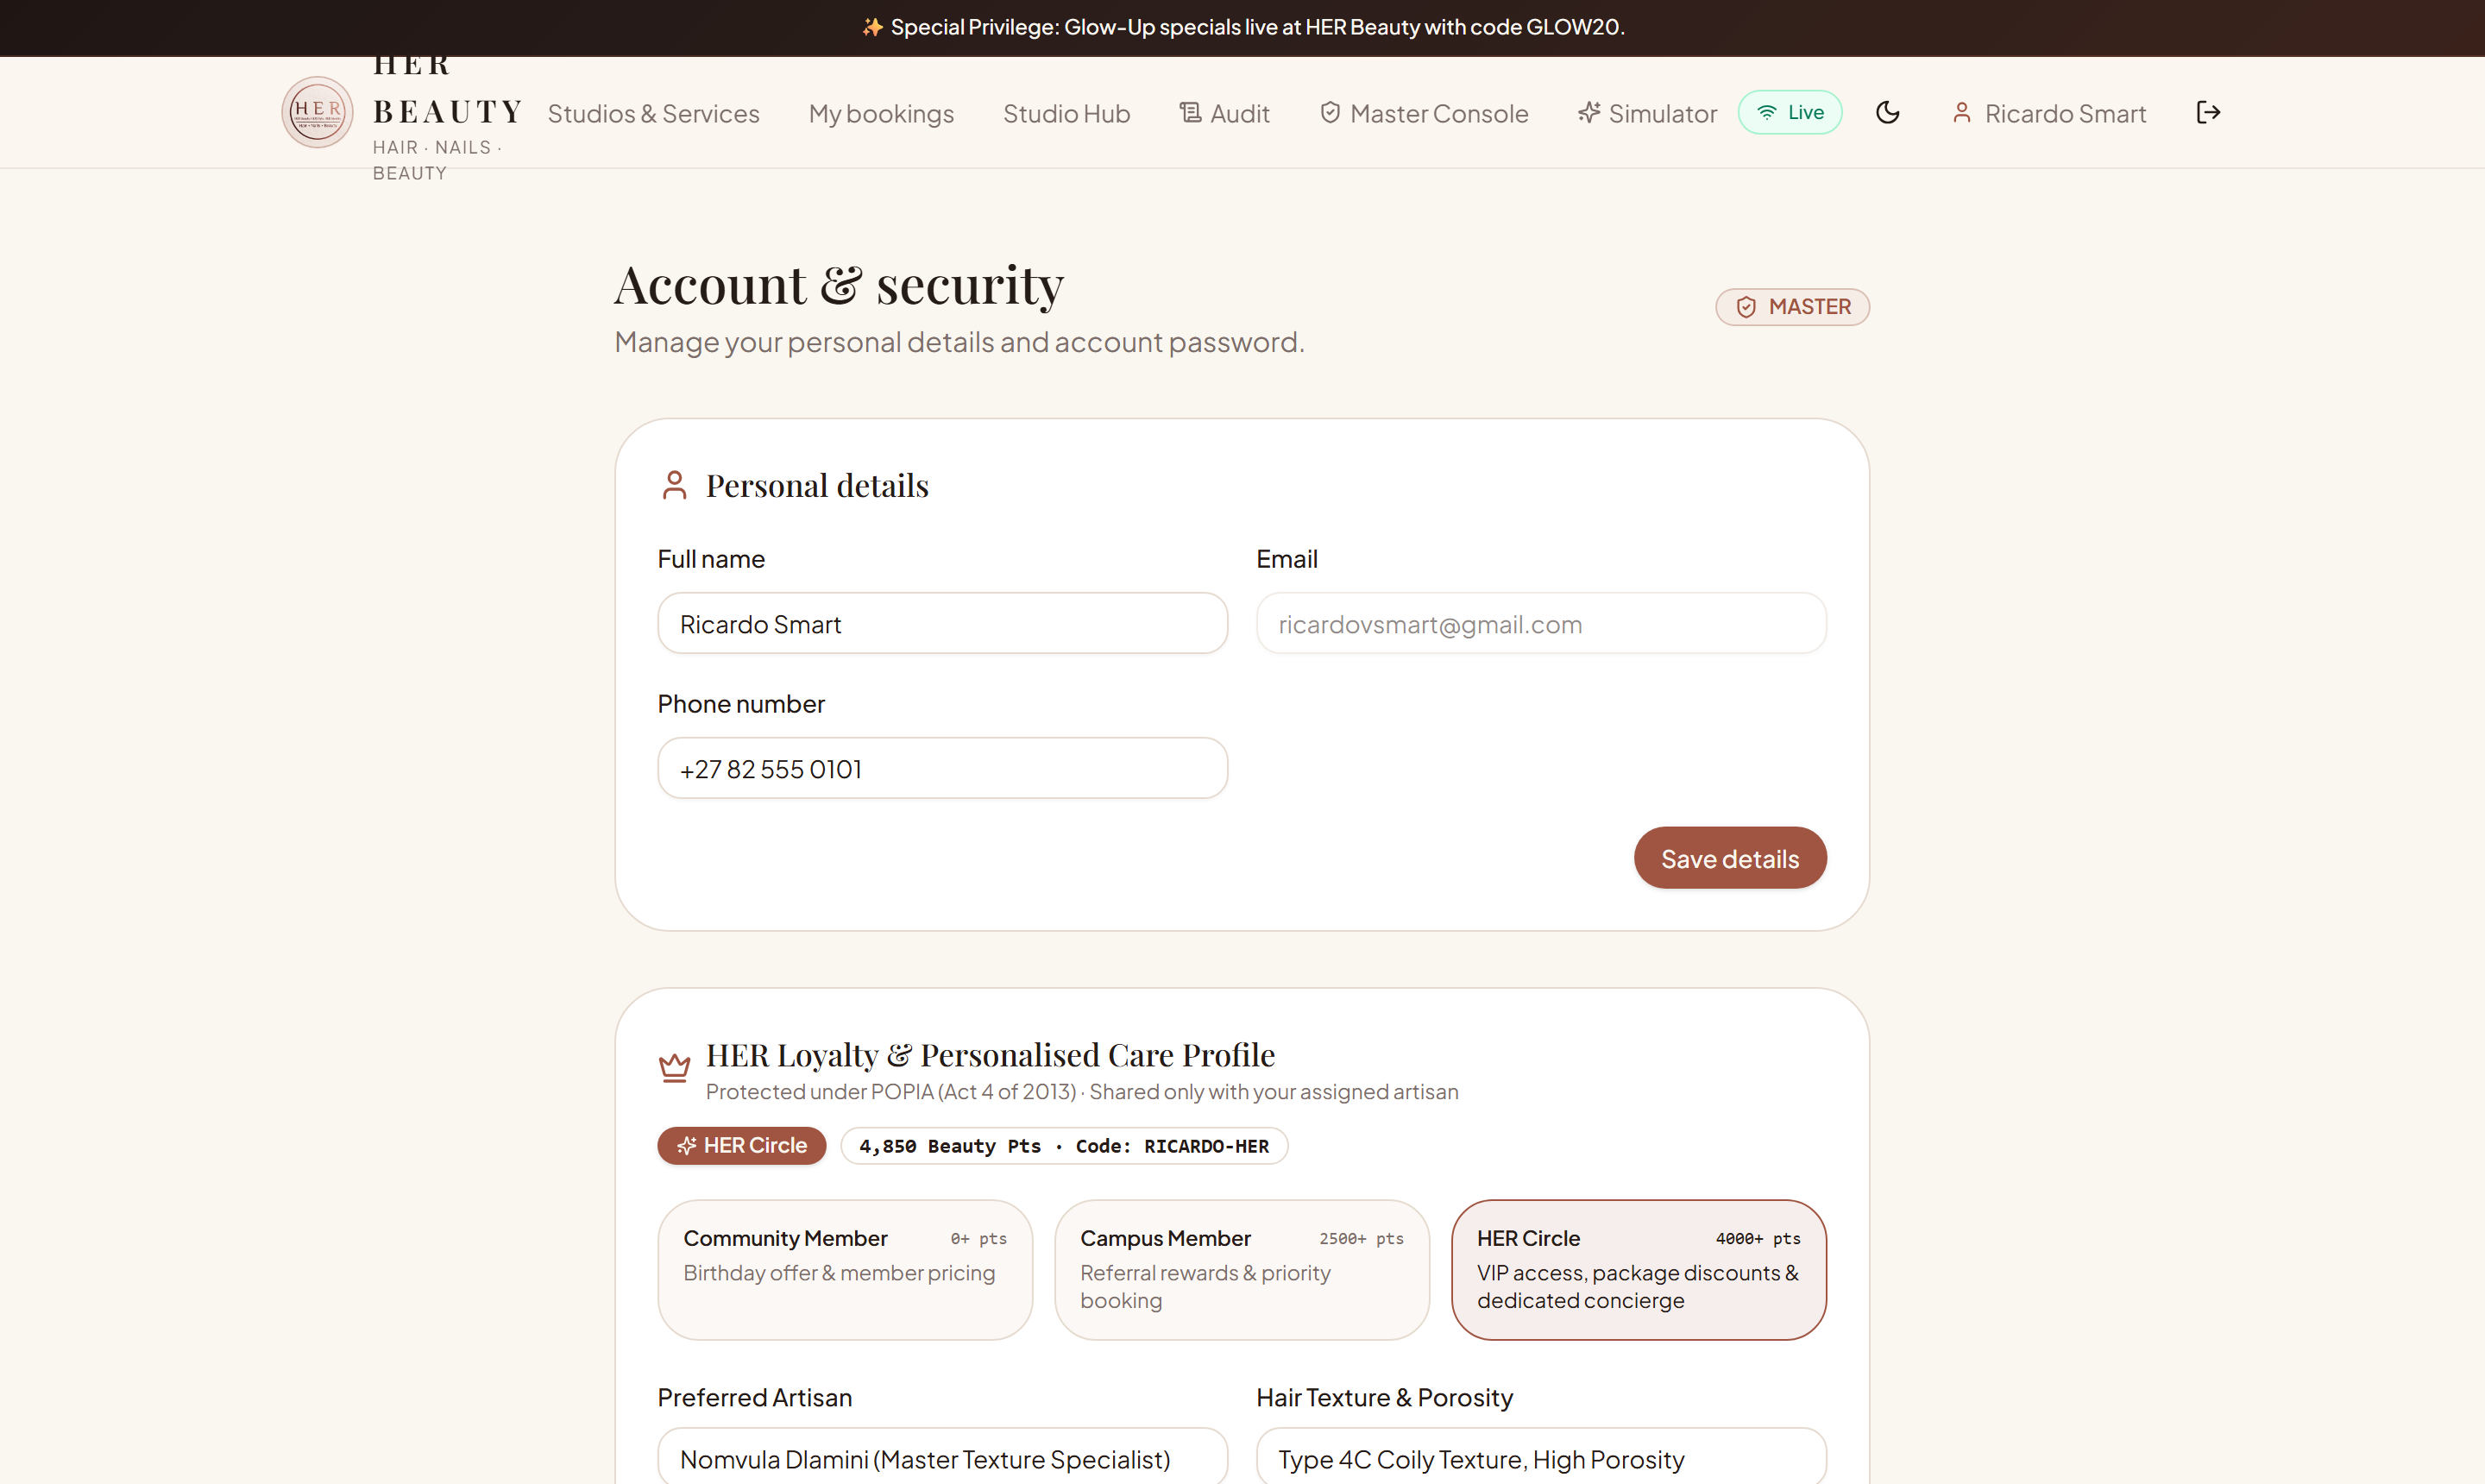 ✨ Special Privilege: Glow-Up specials live at HER Beauty with code GLOW20.
HER
HER
BEAUTY
HAIR · NAILS ·
BEAUTY
Studios & Services
My bookings
Studio Hub
Audit
Master Console
Simulator
Live
Ricardo Smart
Account & security
Manage your personal details and account password.
MASTER
Personal details
Full name
Email
Ricardo Smart
ricardovsmart@gmail.com
Phone number
+27 82 555 0101
Save details
HER Loyalty & Personalised Care Profile
Protected under POPIA (Act 4 of 2013) · Shared only with your assigned artisan
HER Circle
4,850 Beauty Pts · Code: RICARDO-HER
Community Member 0+ pts
Birthday offer & member pricing
Campus Member 2500+ pts
Referral rewards & priority
booking
HER Circle 4000+ pts
VIP access, package discounts &
dedicated concierge
Preferred Artisan
Hair Texture & Porosity
Nomvula Dlamini (Master Texture Specialist)
Type 4C Coily Texture, High Porosity